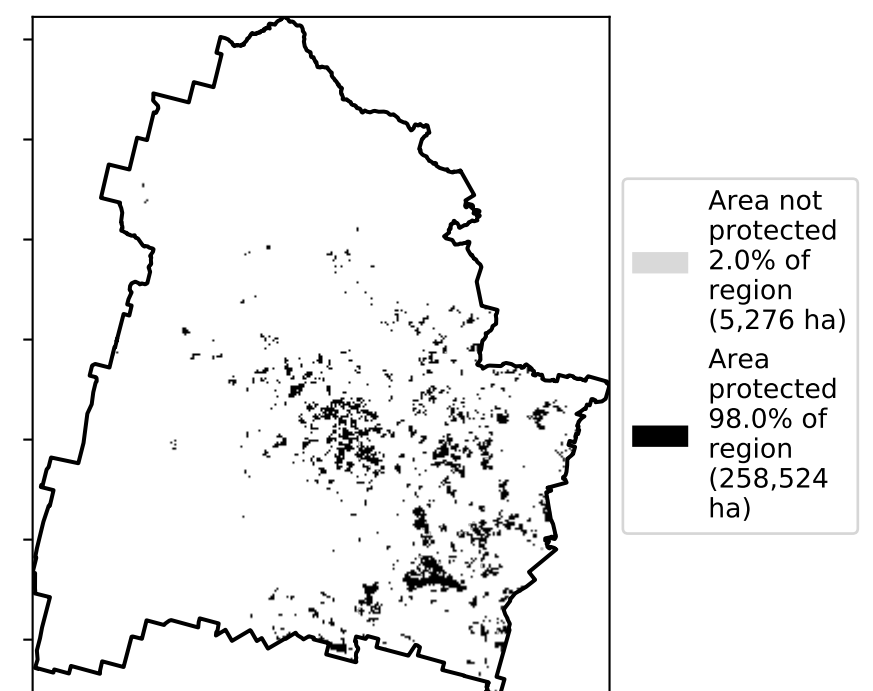 Area not
protected
2.0% of
region
(5,276 ha)
Area
protected
98.0% of
region
(258,524
ha)